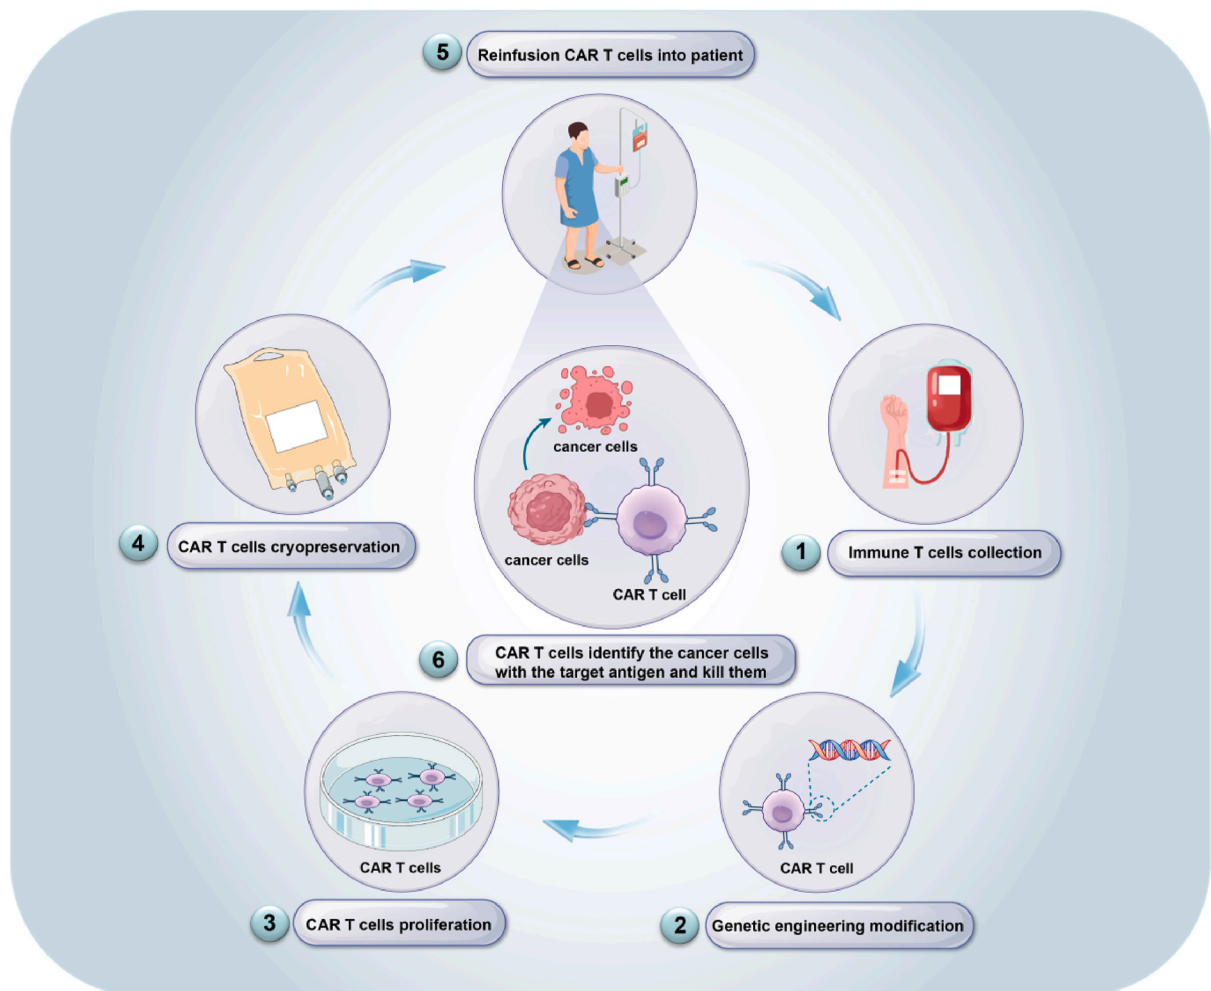 5
Reinfusion CAR T cells into patient
cancer cells
cancer cells
CAR T cell
4
CAR T cells cryopreservation
1
Immune T cells collection
6
CAR T cells identify the cancer cells
with the target antigen and kill them
CAR T cells
3
CAR T cells proliferation
CAR T cell
2
Genetic engineering modification